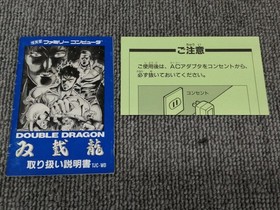 ファミリー コンピュータ
DOUBLE DRAGON
双截龍
取り扱い説明書
ご注意
ご使用後は、ACアダプタをコンセントから、
必ず抜いておいてください。
コンセント